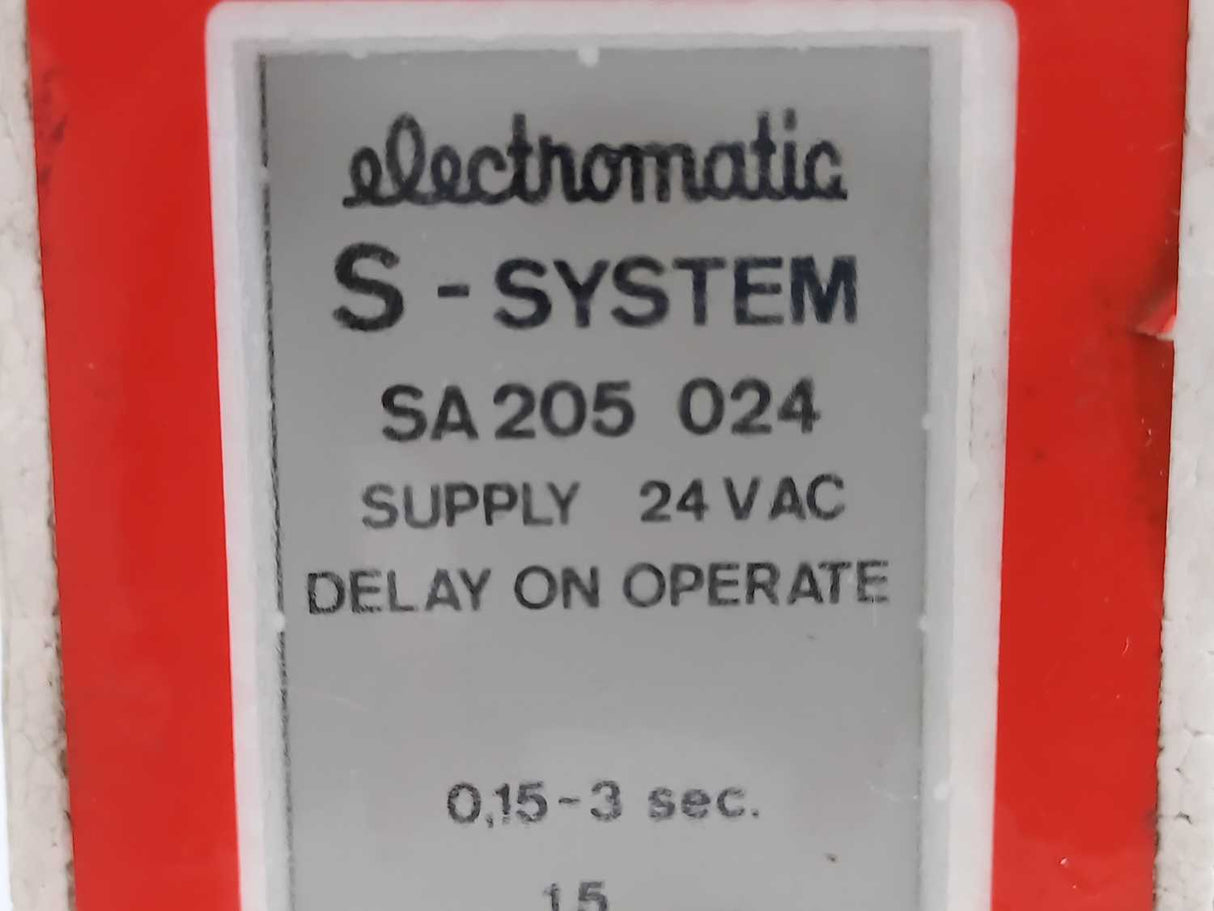 electromatic
S - SYSTEM
SA 205 024
SUPPLY 24 VAC
DELAY ON OPERATE
0,15 - 3 sec.
1.5